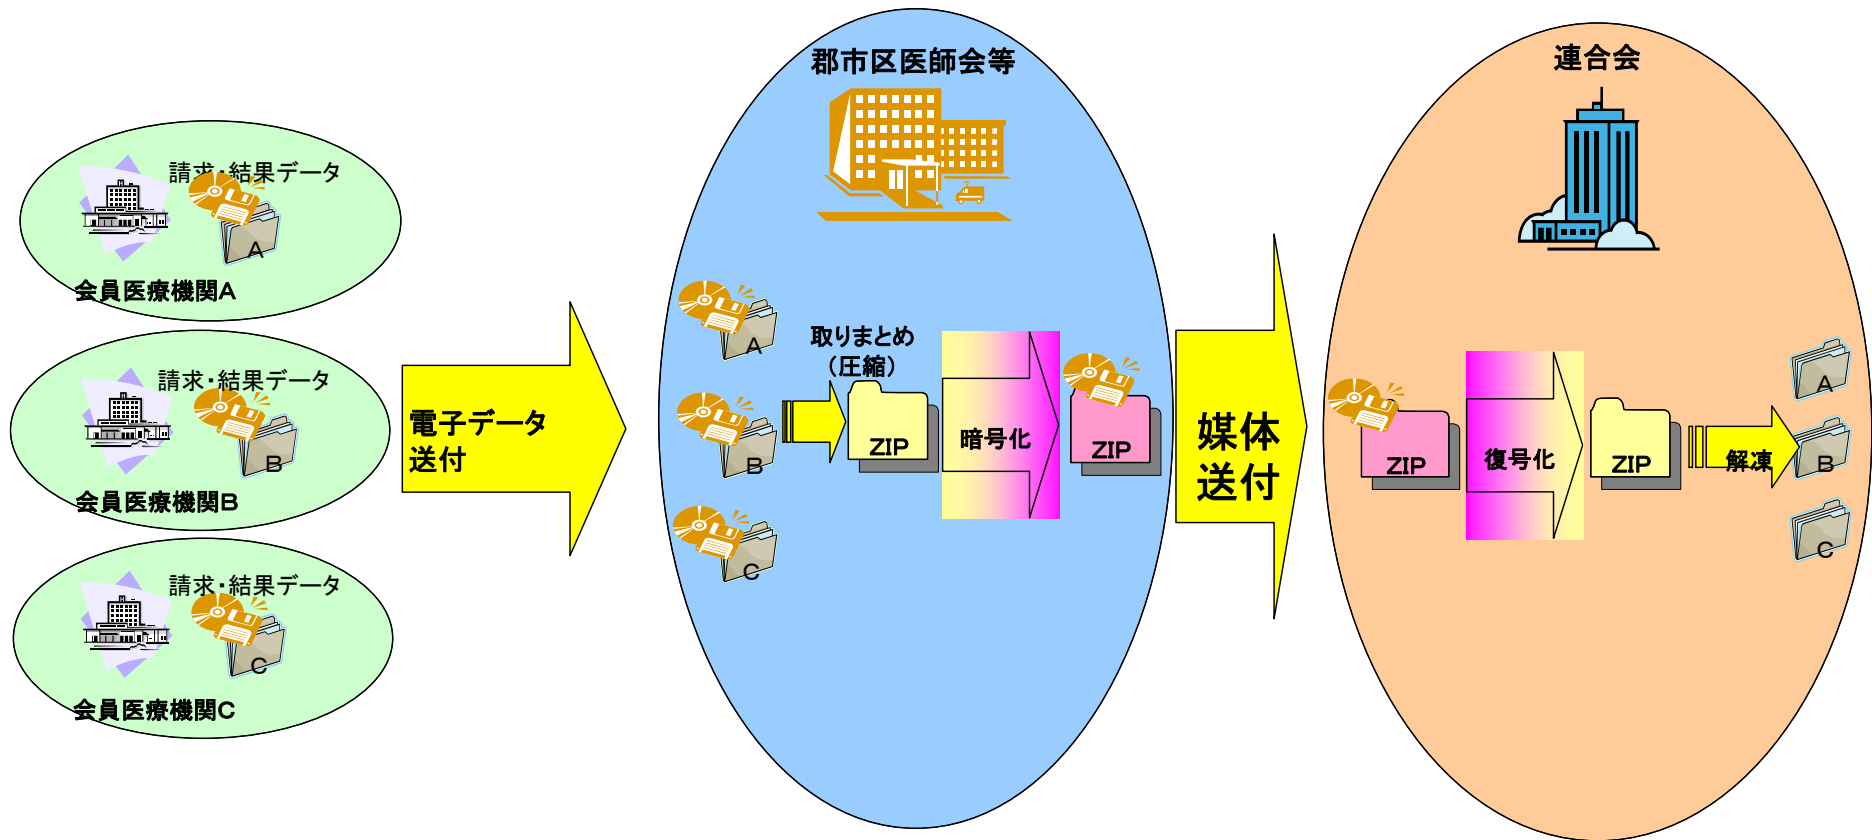 請求・結果データ
A
会員医療機関A
請求・結果データ
B
会員医療機関B
請求・結果データ
C
会員医療機関C
電子データ
送付
郡市区医師会等
A
B
C
取りまとめ
（圧縮）
ZIP
暗号化
ZIP
媒体
送付
連合会
ZIP
復号化
ZIP
解凍
A
B
C